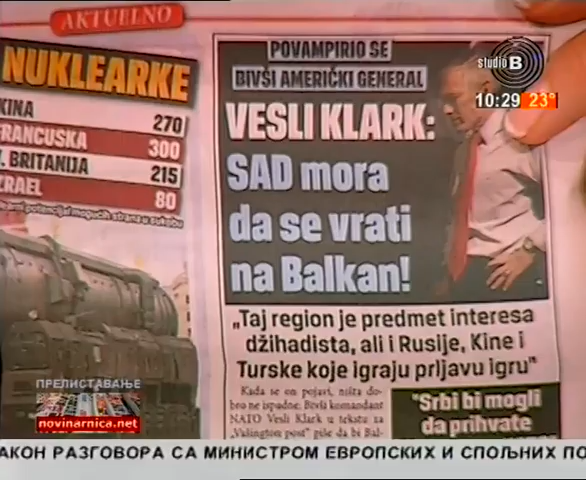 AKTUELNO
NUKLEARKE
KINA 270
FRANCUSKA 300
V. BRITANIJA 215
IZRAEL 80
POVAMPIRIO SE
BIVŠI AMERIČKI GENERAL
VESLI KLARK:
SAD mora
da se vrati
na Balkan!
„Taj region je predmet interesa
džihadista, ali i Rusije, Kine i
Turske koje igraju prljavu igru"
Kada se on pojavi, ništa do-
bro ne ispadne. Bivši komandant
NATO Vesli Klark u tekstu za
„Vašington post" piše da bi Bal-
"Srbi bi mogli
da prihvate
studio B
10:29 23°
ПРЕЛИСТАВАЊЕ
novinarnica.net
АКОН РАЗГОВОРА СА МИНИСТРОМ ЕВРОПСКИХ И СПОЉНИХ ПО